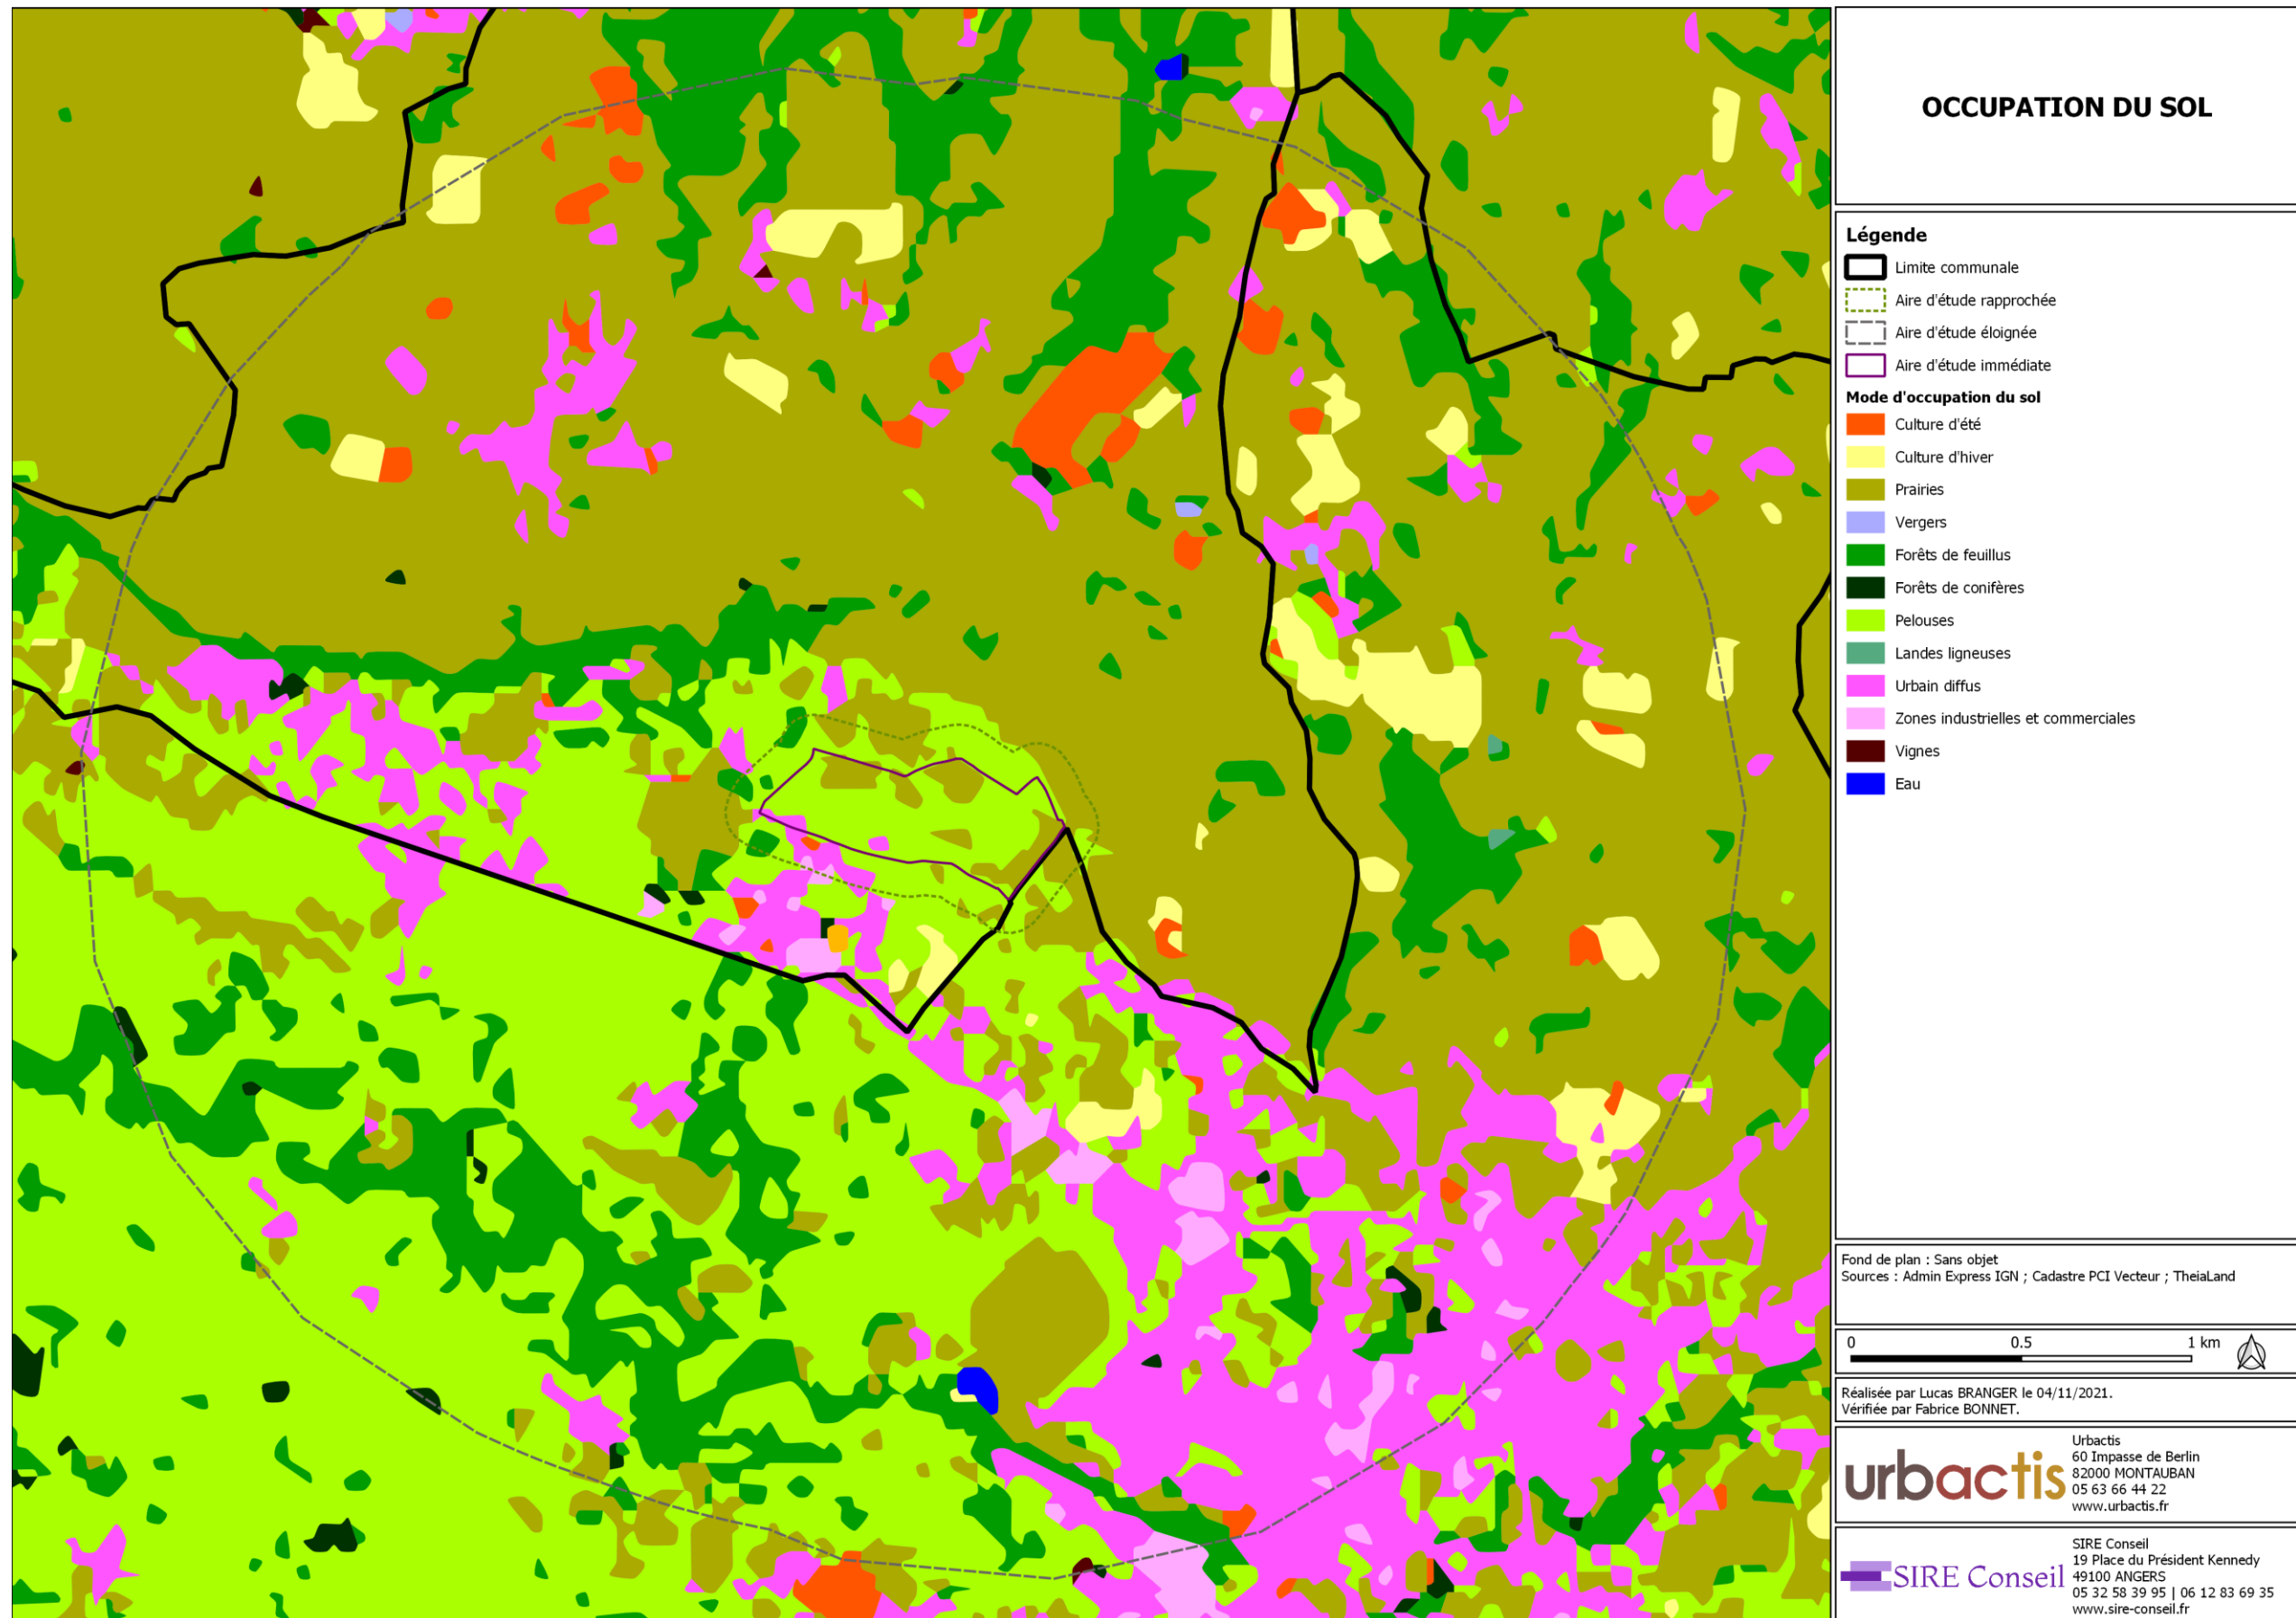 OCCUPATION DU SOL
Légende
Limite communale
Aire d'étude rapprochée
Aire d'étude éloignée
Aire d'étude immédiate
Mode d'occupation du sol
Culture d'été
Culture d'hiver
Prairies
Vergers
Forêts de feuillus
Forêts de conifères
Pelouses
Landes ligneuses
Urbain diffus
Zones industrielles et commerciales
Vignes
Eau
Fond de plan : Sans objet
Sources : Admin Express IGN ; Cadastre PCI Vecteur ; TheiaLand
0 0.5 1 km
Réalisée par Lucas BRANGER le 04/11/2021.
Vérifiée par Fabrice BONNET.
urbactis
Urbactis
60 Impasse de Berlin
82000 MONTAUBAN
05 63 66 44 22
www.urbactis.fr
SIRE Conseil
SIRE Conseil
19 Place du Président Kennedy
49100 ANGERS
05 32 58 39 95 | 06 12 83 69 35
www.sire-conseil.fr